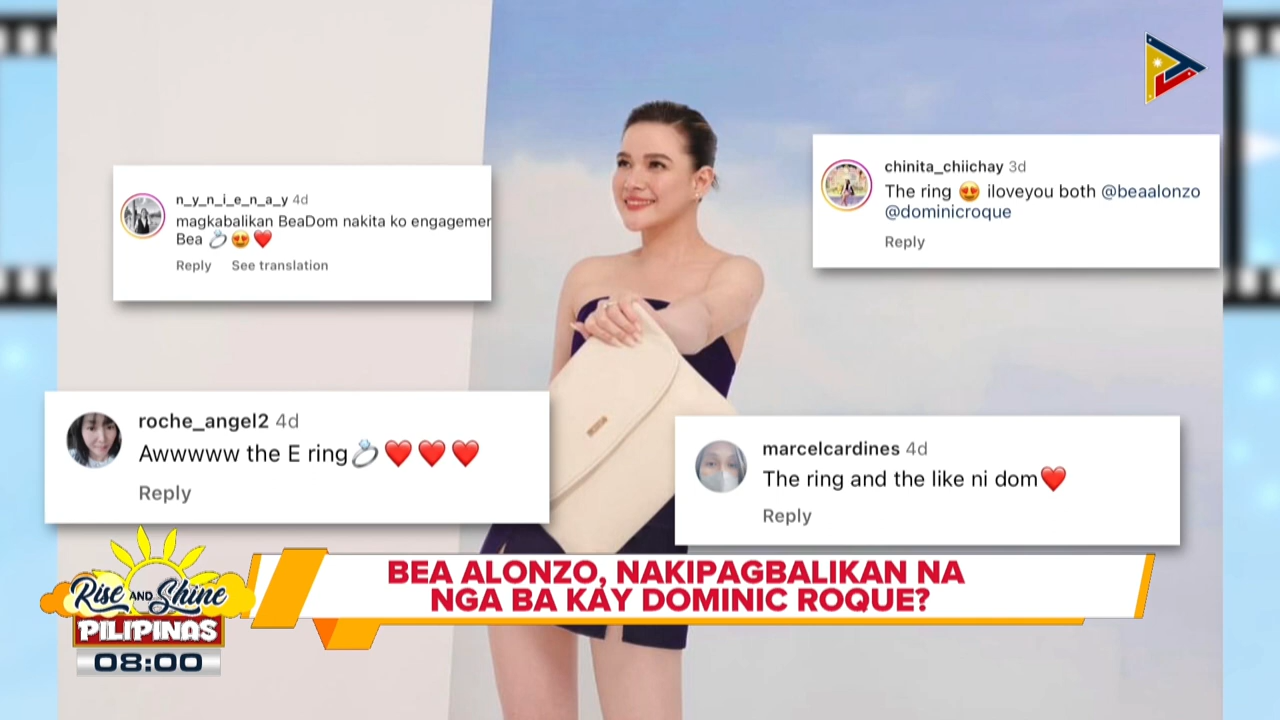 n_y_n_i_e_n_a_y 4d
magkabalikan BeaDom nakita ko
Bea 💍😍❤️
Reply See translation
chinita_chiichay 3d
The ring 😍 iloveyou both @beaalonzo
@dominicroque
Reply
roche_angel2 4d
Awwwww the E ring💍❤️❤️❤️
Reply
marcelcardines 4d
The ring and the like ni dom❤️
Reply
BEA ALONZO, NAKIPAGBALIKAN NA
NGA BA KAY DOMINIC ROQUE?
Rise AND Shine
PILIPINAS
08:00